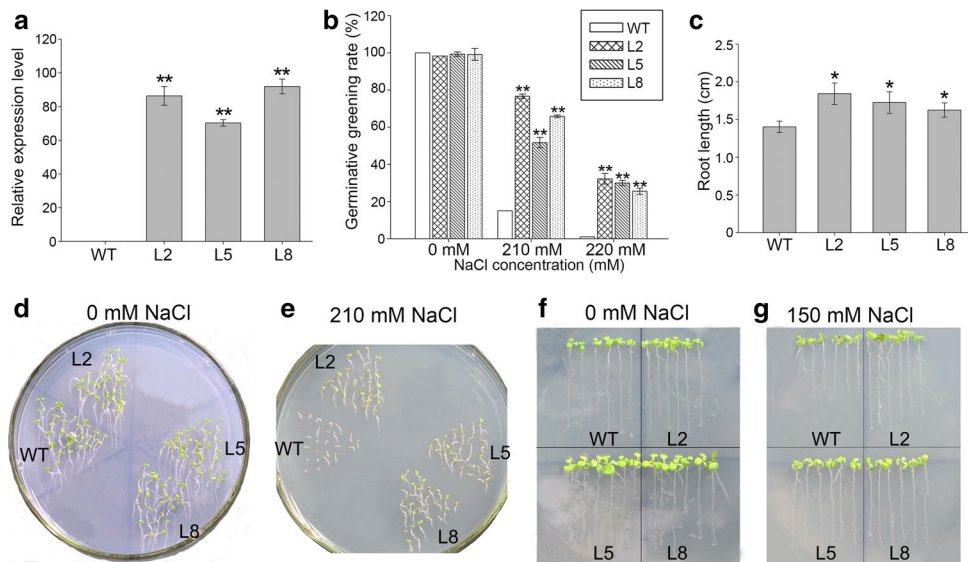 a
Relative expression level
120
100
80
60
40
20
0
**
**
**
WT L2 L5 L8
b
Germinative greening rate (%)
120
100
80
60
40
20
0
WT
L2
L5
L8
**
**
**
**
**
**
0 mM 210 mM 220 mM
NaCl concentration (mM)
c
Root length (cm)
2.5
2.0
1.5
1.0
0.5
0
*
*
*
WT L2 L5 L8
d
0 mM NaCl
L2
WT
L5
L8
e
210 mM NaCl
L2
WT
L5
L8
f
0 mM NaCl
WT L2
L5 L8
g
150 mM NaCl
WT L2
L5 L8